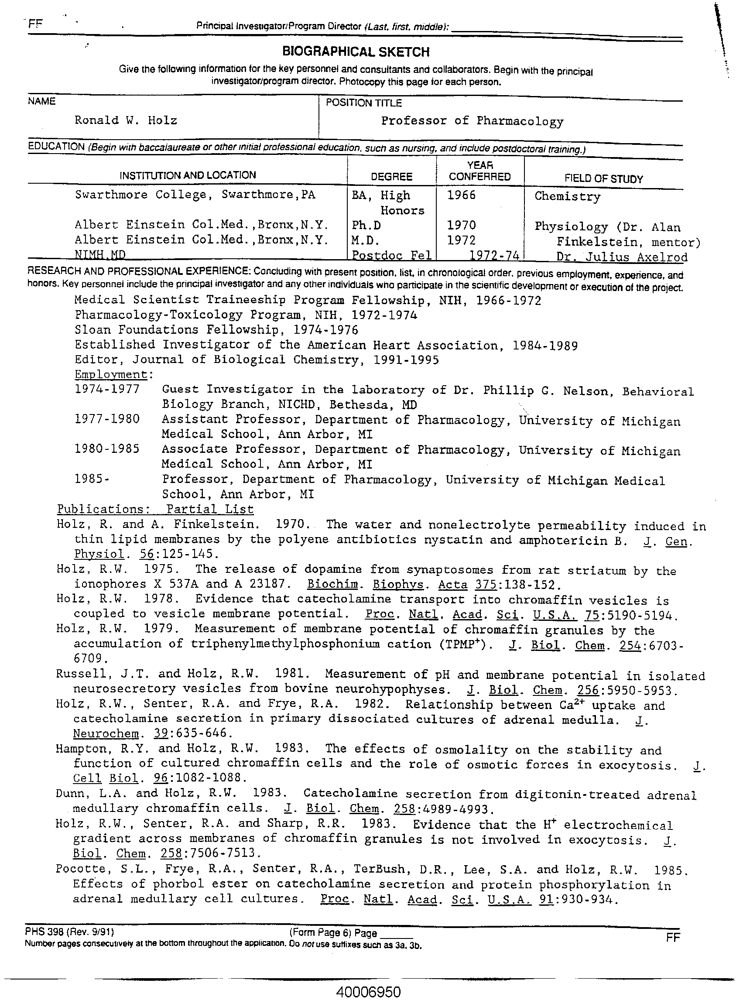 FF
Principal Investigator/Program Director (Last, first, middle):
BIOGRAPHICAL SKETCH
Give the following information for the key personnel and consultants and collaborators. Begin with the principal
investigator/program director. Photocopy this page for each person.
NAME
POSITION TITLE
Ronald W. Holz
Professor of Pharmacology
EDUCATION (Begin with baccalaureate or other initial professional education, such as nursing, and include postdoctoral training.)
INSTITUTION AND LOCATION DEGREE YEAR CONFERRED FIELD OF STUDY
Swarthmore College, Swarthmore,PA BA, High 1966 Chemistry
Honors
Albert Einstein Col.Med.,Bronx,N.Y. Ph.D 1970 Physiology (Dr. Alan
Albert Einstein Col.Med.,Bronx,N.Y. M.D. 1972 Finkelstein, mentor)
NIMH,MD Postdoc Fel 1972-74 Dr. Julius Axelrod
RESEARCH AND PROFESSIONAL EXPERIENCE: Concluding with present position, list, in chronological order, previous employment, experience, and
honors. Key personnel include the principal investigator and any other individuals who participate in the scientific development or execution of the project.
Medical Scientist Traineeship Program Fellowship, NIH, 1966-1972
Pharmacology-Toxicology Program, NIH, 1972-1974
Sloan Foundations Fellowship, 1974-1976
Established Investigator of the American Heart Association, 1984-1989
Editor, Journal of Biological Chemistry, 1991-1995
Employment:
1974-1977 Guest Investigator in the laboratory of Dr. Phillip G. Nelson, Behavioral
Biology Branch, NICHD, Bethesda, MD
1977-1980 Assistant Professor, Department of Pharmacology, University of Michigan
Medical School, Ann Arbor, MI
1980-1985 Associate Professor, Department of Pharmacology, University of Michigan
Medical School, Ann Arbor, MI
1985- Professor, Department of Pharmacology, University of Michigan Medical
School, Ann Arbor, MI
Publications: Partial List
Holz, R. and A. Finkelstein. 1970. The water and nonelectrolyte permeability induced in
thin lipid membranes by the polyene antibiotics nystatin and amphotericin B. J. Gen.
Physiol. 56:125-145.
Holz, R.W. 1975. The release of dopamine from synaptosomes from rat striatum by the
ionophores X 537A and A 23187. Biochim. Biophys. Acta 375:138-152.
Holz, R.W. 1978. Evidence that catecholamine transport into chromaffin vesicles is
coupled to vesicle membrane potential. Proc. Natl. Acad. Sci. U.S.A. 75:5190-5194.
Holz, R.W. 1979. Measurement of membrane potential of chromaffin granules by the
accumulation of triphenylmethylphosphonium cation (TPMP⁺). J. Biol. Chem. 254:6703-
6709.
Russell, J.T. and Holz, R.W. 1981. Measurement of pH and membrane potential in isolated
neurosecretory vesicles from bovine neurohypophyses. J. Biol. Chem. 256:5950-5953.
Holz, R.W., Senter, R.A. and Frye, R.A. 1982. Relationship between Ca²⁺ uptake and
catecholamine secretion in primary dissociated cultures of adrenal medulla. J.
Neurochem. 39:635-646.
Hampton, R.Y. and Holz, R.W. 1983. The effects of osmolality on the stability and
function of cultured chromaffin cells and the role of osmotic forces in exocytosis. J.
Cell Biol. 96:1082-1088.
Dunn, L.A. and Holz, R.W. 1983. Catecholamine secretion from digitonin-treated adrenal
medullary chromaffin cells. J. Biol. Chem. 258:4989-4993.
Holz, R.W., Senter, R.A. and Sharp, R.R. 1983. Evidence that the H⁺ electrochemical
gradient across membranes of chromaffin granules is not involved in exocytosis. J.
Biol. Chem. 258:7506-7513.
Pocotte, S.L., Frye, R.A., Senter, R.A., TerBush, D.R., Lee, S.A. and Holz, R.W. 1985.
Effects of phorbol ester on catecholamine secretion and protein phosphorylation in
adrenal medullary cell cultures. Proc. Natl. Acad. Sci. U.S.A. 91:930-934.
PHS 398 (Rev. 9/91) (Form Page 6) Page FF
Number pages consecutively at the bottom throughout the application. Do not use suffixes such as 3a, 3b.
40006950